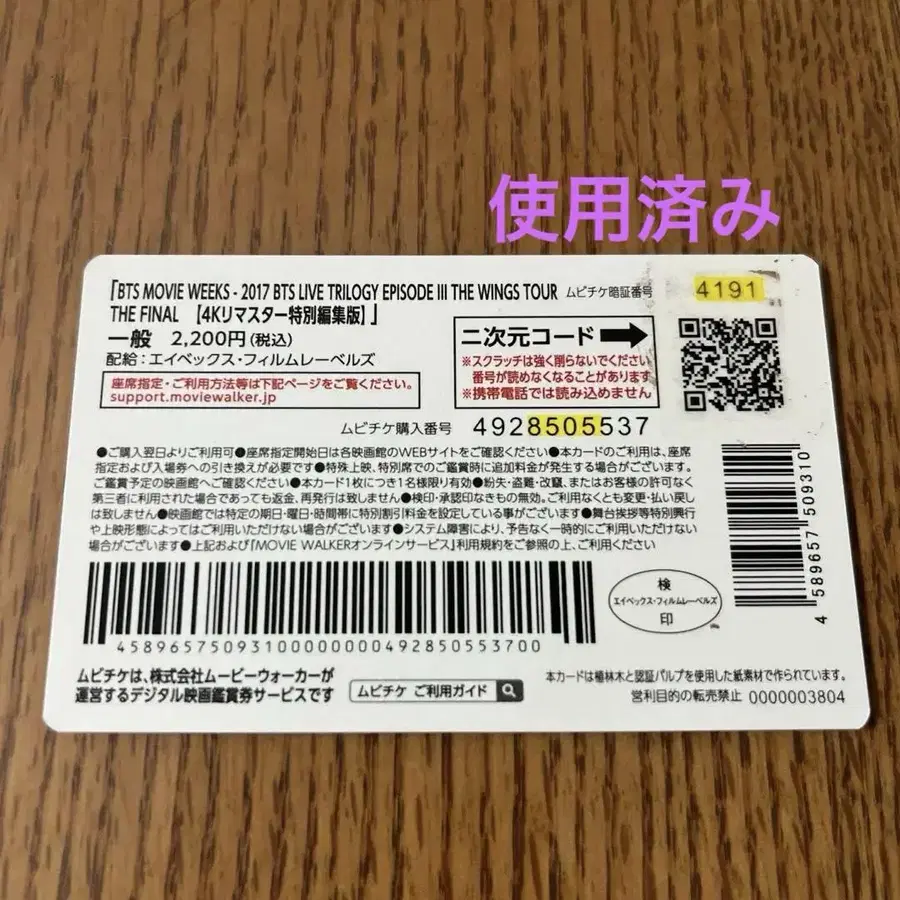 使用済み
「BTS MOVIE WEEKS - 2017 BTS LIVE TRILOGY EPISODE III THE WINGS TOUR
THE FINAL 【4Kリマスター特別編集版】」
ムビチケ暗証番号 4191
一般 2,200円(税込)
配給:エイベックス・フィルムレーベルズ
座席指定・ご利用方法等は下記ページをご覧ください。
support.moviewalker.jp
二次元コード
※スクラッチは強く削らないでください
番号が読めなくなることがあります
※携帯電話では読み込めません
ムビチケ購入番号 4928505537
●ご購入翌日よりご利用可●座席指定開始日は各映画館のWEBサイトをご確認ください●本カードのご利用は、座席
指定および入場券への引き換えが必要です●特殊上映、特別席でのご鑑賞時に追加料金が発生する場合がございます。
ご鑑賞予定の映画館へご確認ください●本カード1枚につき1名様限り有効●紛失・盗難・改竄、またはお客様の許可なく
第三者に利用された場合であっても返金、再発行は致しません●検印・承認印なきもの無効。ご利用なくとも変更・払い戻し
は致しません●映画館では特定の期日・曜日・時間帯に特別割引料金を設定している事がございます●舞台挨拶等特別興行
や上映形態によってはご利用いただけない場合がございます●システム障害により、予告なく一時的にご利用いただけない
場合がございます●上記および「MOVIE WALKERオンラインサービス」利用規約をご参照の上、ご利用ください
458965750931000000000492850553700
4 589657 509310
検
エイベックス・フィルムレーベルズ
印
ムビチケは、株式会社ムービーウォーカーが
運営するデジタル映画鑑賞券サービスです
ムビチケ ご利用ガイド
本カードは植林木と認証パルプを使用した紙素材で作られています。
営利目的の転売禁止 0000003804